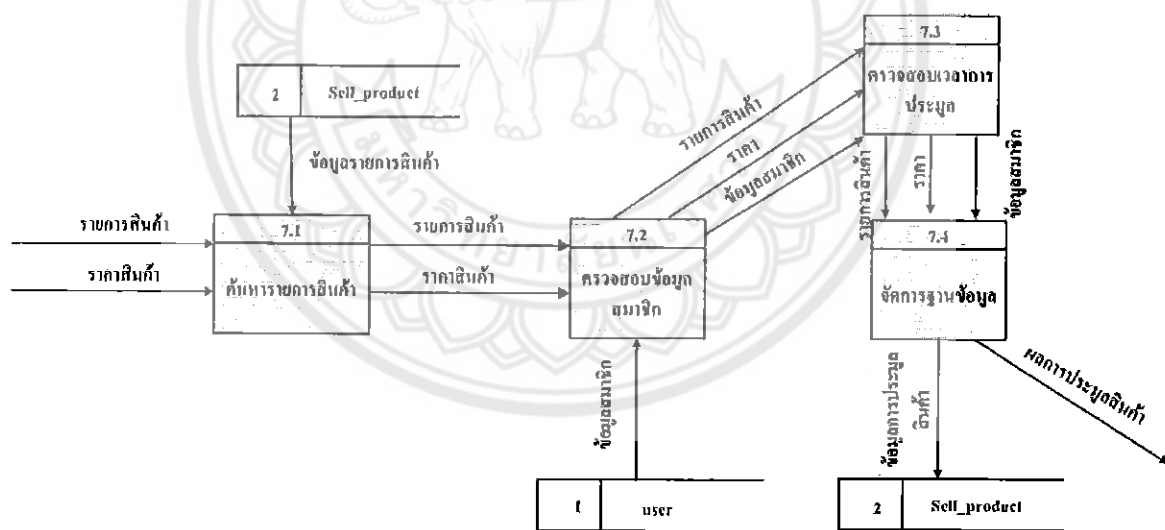 7.3
ตรวจสอบเวลาการ
ประมูล
2 Sell_product
ข้อมูลรายการสินค้า
รายการสินค้า
ราคา
ข้อมูลสมาชิก
รายการสินค้า
ราคา
ข้อมูลสมาชิก
รายการสินค้า
ราคาสินค้า
7.1
ค้นหารายการสินค้า
รายการสินค้า
ราคาสินค้า
7.2
ตรวจสอบข้อมูล
สมาชิก
7.4
จัดการฐานข้อมูล
ข้อมูลสมาชิก
ข้อมูลการประมูล
สินค้า
ผลการประมูลสินค้า
1 user
2 Sell_product